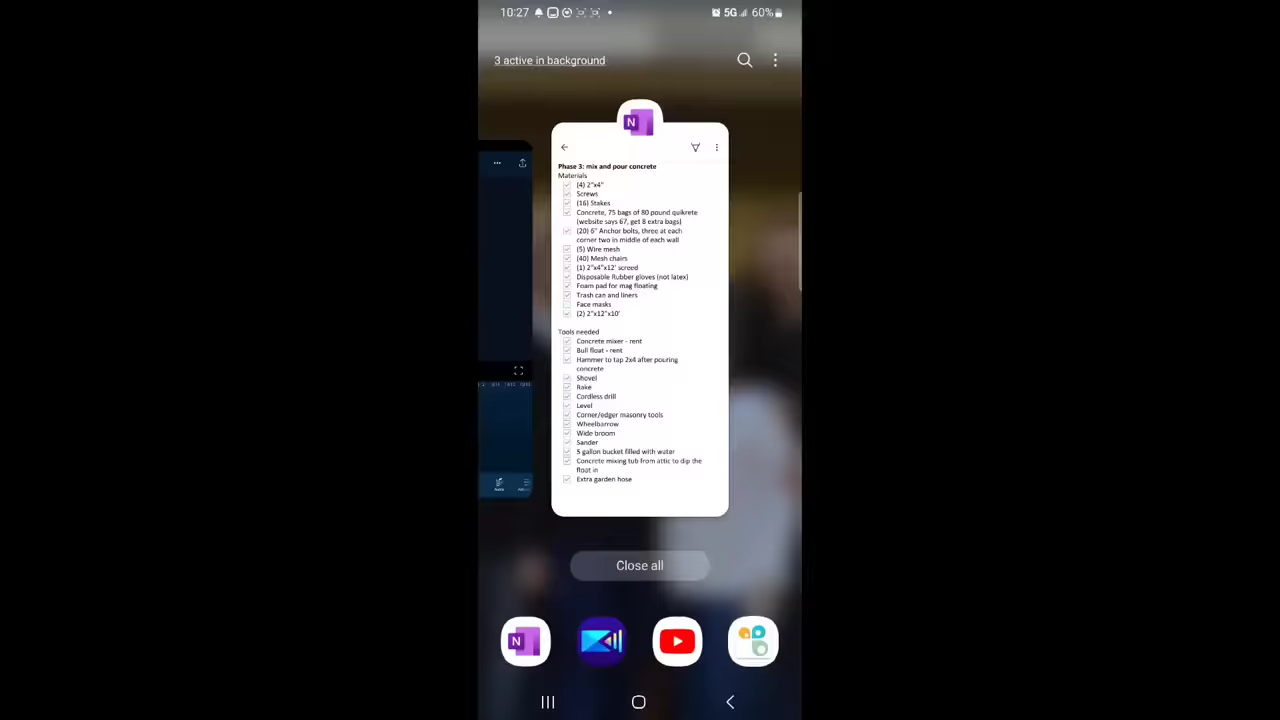 10:27
5G
60%
3 active in background
N
Phase 3: mix and pour concrete
Materials
(4) 2"x4"
Screws
(16) Stakes
Concrete, 75 bags of 80 pound quikrete
(website says 67, get 8 extra bags)
(20) 6" Anchor bolts, three at each
corner two in middle of each wall
(5) Wire mesh
(40) Mesh chairs
(1) 2"x4"x12' screed
Disposable Rubber gloves (not latex)
Foam pad for mag floating
Trash can and liners
Face masks
(2) 2"x12"x10'
Tools needed
Concrete mixer - rent
Bull float - rent
Hammer to tap 2x4 after pouring
concrete
Shovel
Rake
Cordless drill
Level
Corner/edger masonry tools
Wheelbarrow
Wide broom
Sander
5 gallon bucket filled with water
Concrete mixing tub from attic to dip the
float in
Extra garden hose
Close all
N